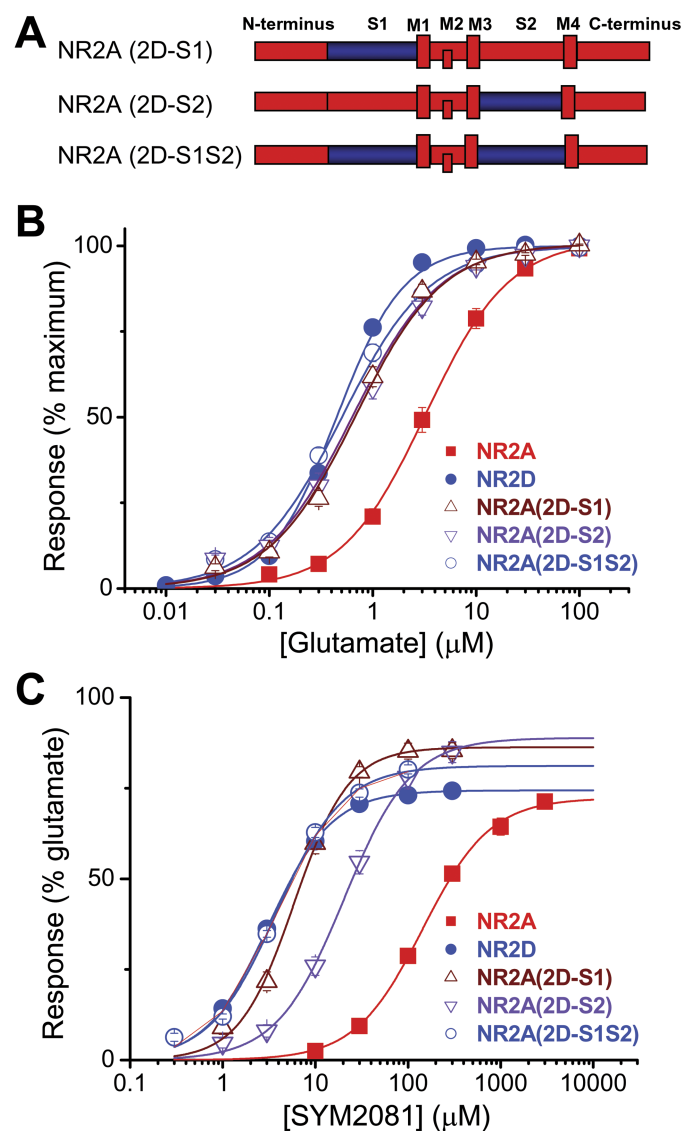 A
N-terminus S1 M1 M2 M3 S2 M4 C-terminus
NR2A (2D-S1)
NR2A (2D-S2)
NR2A (2D-S1S2)
B
Response (% maximum)
100
50
0
NR2A
NR2D
NR2A(2D-S1)
NR2A(2D-S2)
NR2A(2D-S1S2)
0.01 0.1 1 10 100
[Glutamate] (μM)
C
Response (% glutamate)
100
50
0
NR2A
NR2D
NR2A(2D-S1)
NR2A(2D-S2)
NR2A(2D-S1S2)
0.1 1 10 100 1000 10000
[SYM2081] (μM)